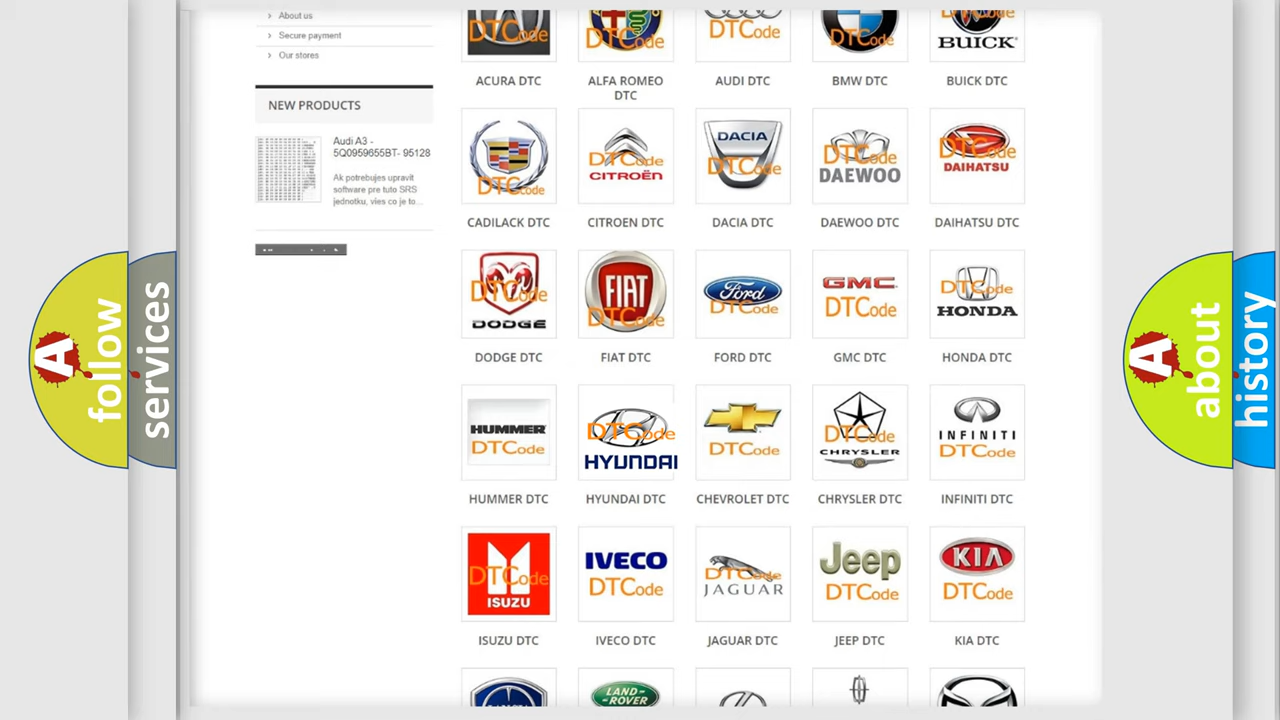 About us
Secure payment
Our stores
NEW PRODUCTS
Audi A3 -
5Q0959655BT- 95128
Ak potrebujes upravit
software pre tuto SRS
jednotku, vies co je to...
DTCode
DTCode
DTCode
DTCode
BUICK
ACURA DTC
ALFA ROMEO
DTC
AUDI DTC
BMW DTC
BUICK DTC
DTCode
DTCode
CITROËN
DACIA
DTCode
DTCode
DAEWOO
DTCode
DAIHATSU
CADILACK DTC
CITROEN DTC
DACIA DTC
DAEWOO DTC
DAIHATSU DTC
DTCode
DODGE
FIAT
DTCode
Ford
DTCode
GMC
DTCode
DTCode
HONDA
DODGE DTC
FIAT DTC
FORD DTC
GMC DTC
HONDA DTC
HUMMER
DTCode
DTCode
HYUNDAI
DTCode
DTCode
CHRYSLER
INFINITI
DTCode
HUMMER DTC
HYUNDAI DTC
CHEVROLET DTC
CHRYSLER DTC
INFINITI DTC
DTCode
ISUZU
IVECO
DTCode
DTCode
JAGUAR
Jeep
DTCode
KIA
DTCode
ISUZU DTC
IVECO DTC
JAGUAR DTC
JEEP DTC
KIA DTC
LAND-
ROVER
A
follow
services
A
about
history